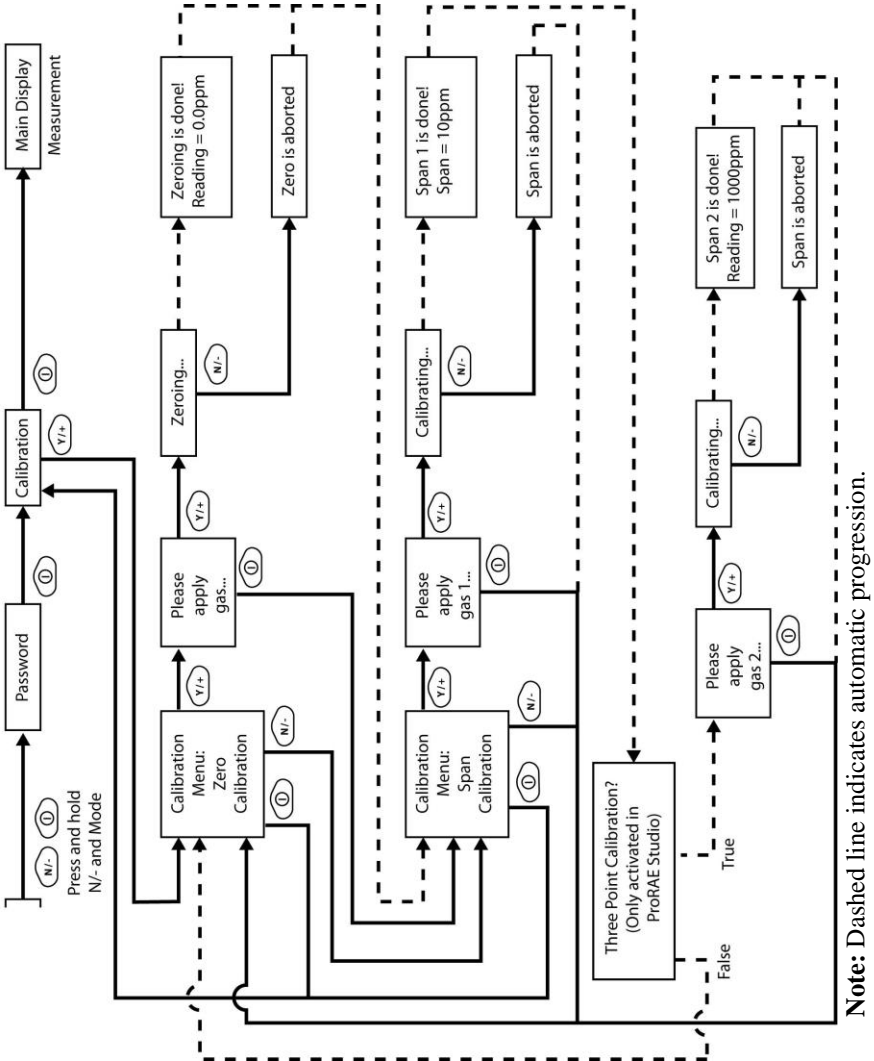 N/-
Press and hold
N/- and Mode
Password
Calibration
Y/+
Main Display
Measurement
Calibration
Menu:
Zero
Calibration
N/-
Y/+
Please
apply
gas...
Y/+
Zeroing...
N/-
Zeroing is done!
Reading = 0.0ppm
Zero is aborted
Calibration
Menu:
Span
Calibration
N/-
Y/+
Please
apply
gas 1...
Y/+
Calibrating...
N/-
Span 1 is done!
Span = 10ppm
Span is aborted
Three Point Calibration?
(Only activated in
ProRAE Studio)
False
True
Please
apply
gas 2...
Y/+
Calibrating...
N/-
Span 2 is done!
Reading = 1000ppm
Span is aborted
Note: Dashed line indicates automatic progression.